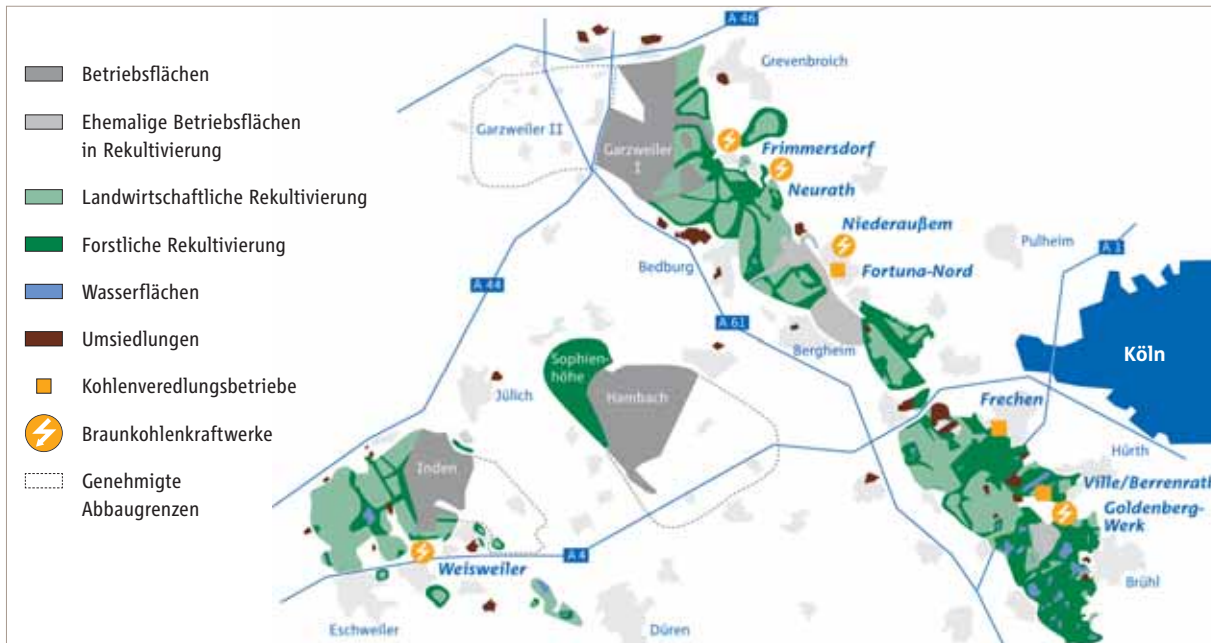 Betriebsflächen
Ehemalige Betriebsflächen
in Rekultivierung
Landwirtschaftliche Rekultivierung
Forstliche Rekultivierung
Wasserflächen
Umsiedlungen
Kohlenveredlungsbetriebe
Braunkohlenkraftwerke
Genehmigte
Abbaugrenzen
A 46
Grevenbroich
Garzweiler II
Garzweiler
I
Frimmersdorf
Neurath
Niederaußem
Pulheim
A 1
Fortuna-Nord
Bedburg
A 44
A 61
Bergheim
Köln
Sophien-
höhe
Hambach
Jülich
Frechen
Hürth
Inden
Ville/Berrenrath
Goldenberg-
Werk
A 4
Weisweiler
Brühl
Eschweiler
Düren